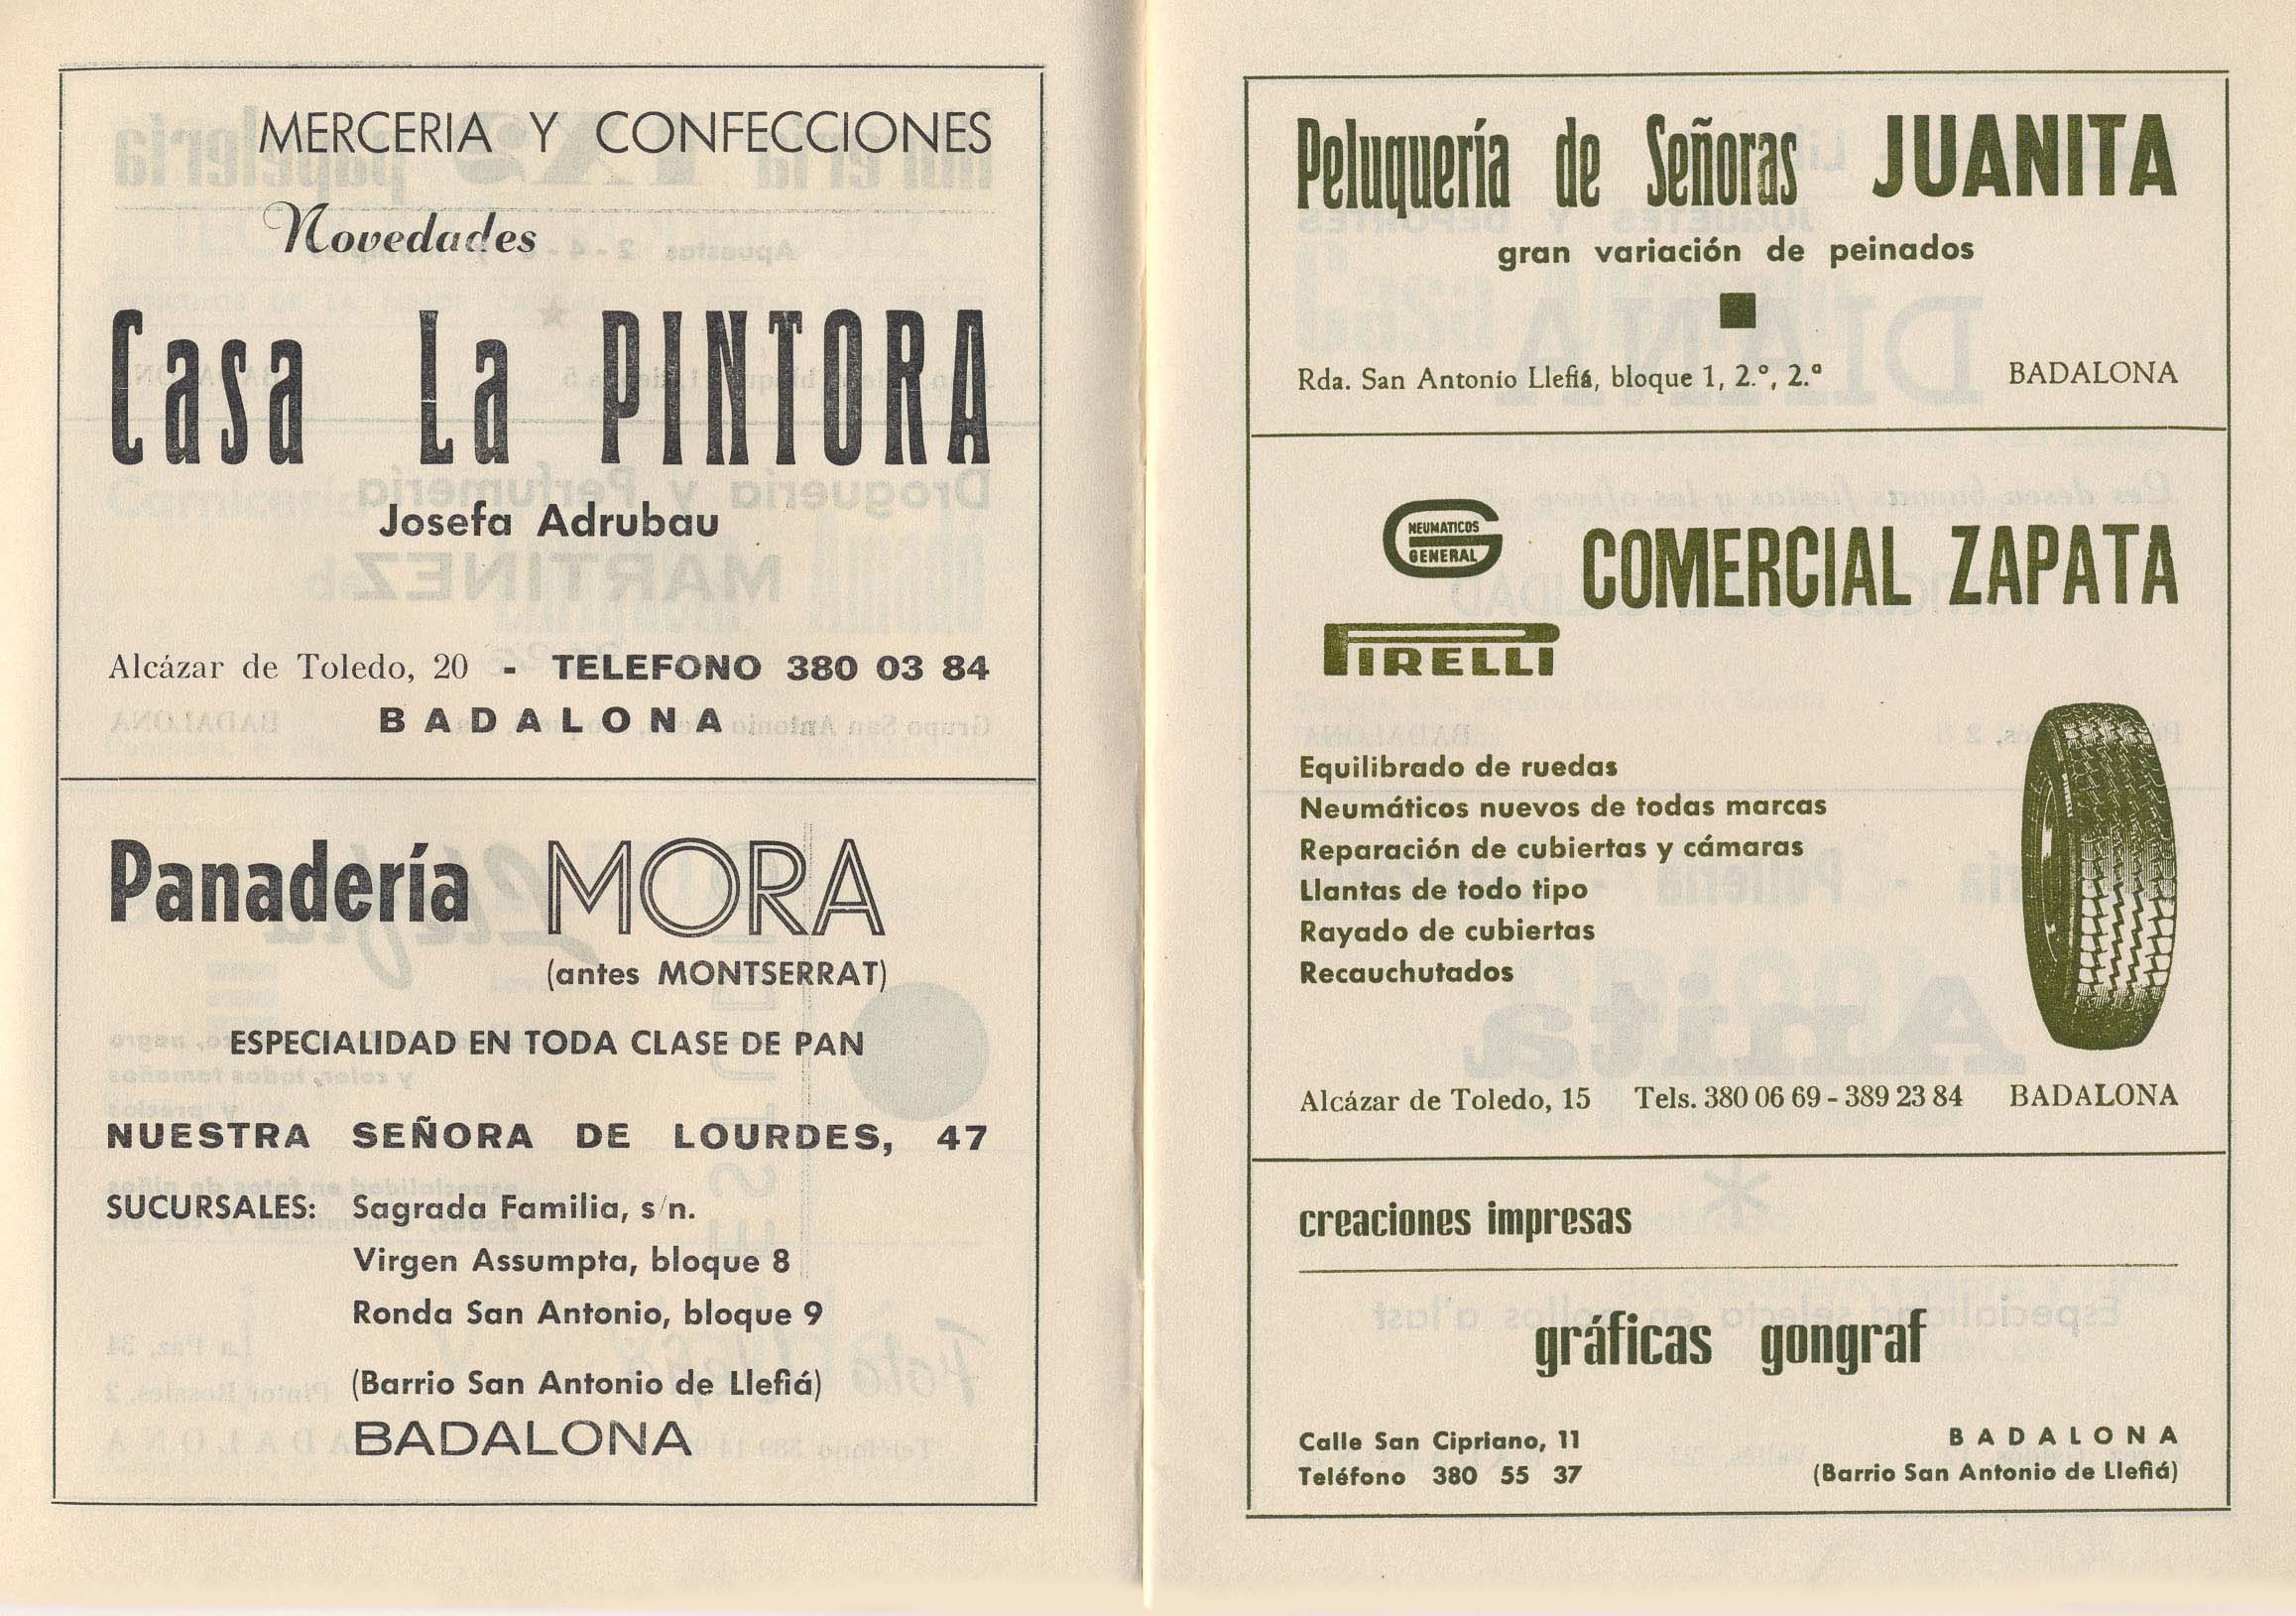 MERCERIA Y CONFECCIONES
Novedades
Casa La PINTORA
Josefa Adrubau
Alcázar de Toledo, 20 - TELEFONO 380 03 84
BADALONA
Panadería MORA
(antes MONTSERRAT)
ESPECIALIDAD EN TODA CLASE DE PAN
NUESTRA SEÑORA DE LOURDES, 47
SUCURSALES: Sagrada Familia, s/n.
Virgen Assumpta, bloque 8
Ronda San Antonio, bloque 9
(Barrio San Antonio de Llefiá)
BADALONA
Peluquería de Señoras JUANITA
gran variación de peinados
Rda. San Antonio Llefiá, bloque 1, 2.º, 2.ª BADALONA
NEUMATICOS
GENERAL
COMERCIAL ZAPATA
PIRELLI
Equilibrado de ruedas
Neumáticos nuevos de todas marcas
Reparación de cubiertas y cámaras
Llantas de todo tipo
Rayado de cubiertas
Recauchutados
Alcázar de Toledo, 15 Tels. 380 06 69 - 389 23 84 BADALONA
creaciones impresas
gráficas gongraf
Calle San Cipriano, 11 BADALONA
Teléfono 380 55 37 (Barrio San Antonio de Llefiá)